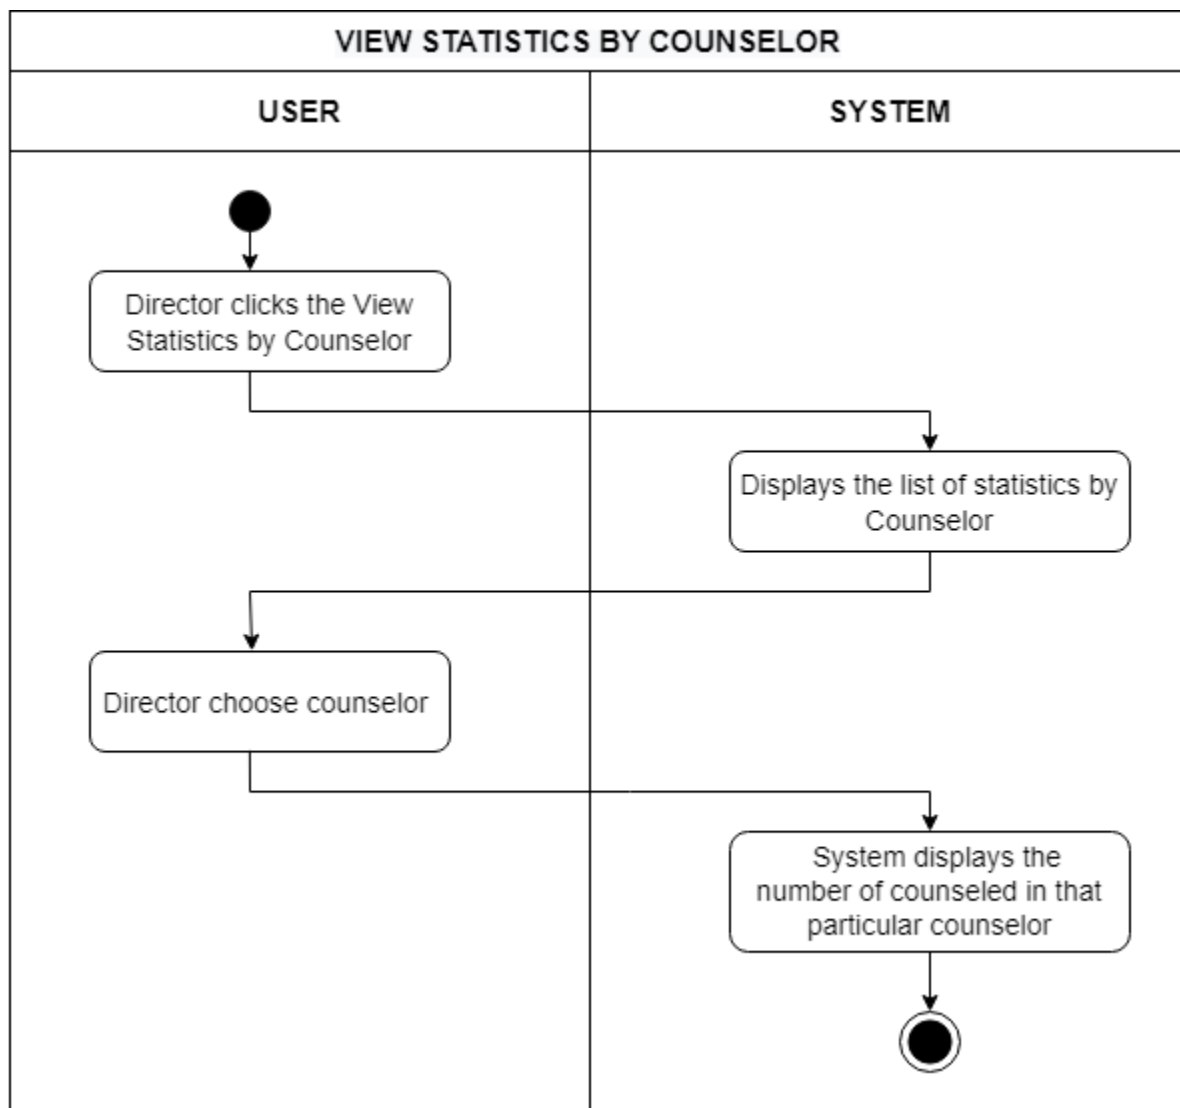 VIEW STATISTICS BY COUNSELOR
USER
SYSTEM
Director clicks the View
Statistics by Counselor
Displays the list of statistics by
Counselor
Director choose counselor
System displays the
number of counseled in that
particular counselor